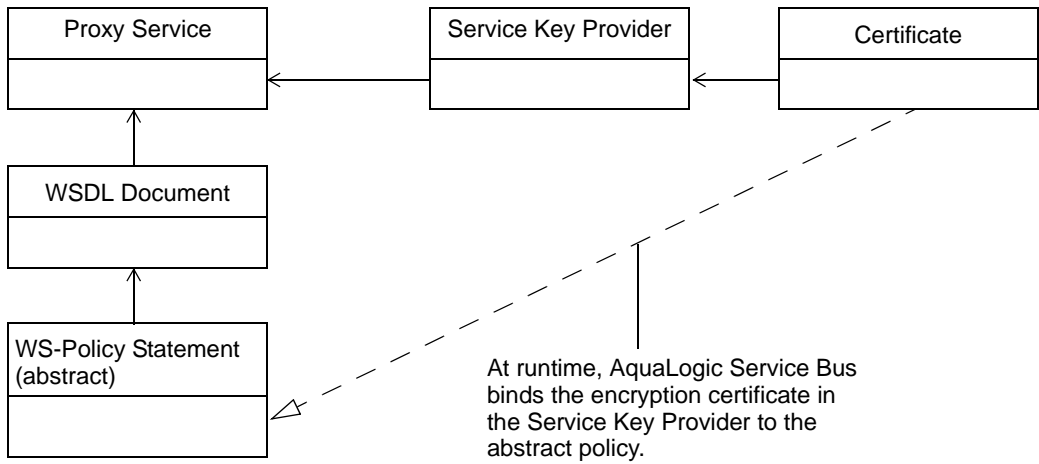 Proxy Service
Service Key Provider
Certificate
WSDL Document
WS-Policy Statement
(abstract)
At runtime, AquaLogic Service Bus
binds the encryption certificate in
the Service Key Provider to the
abstract policy.